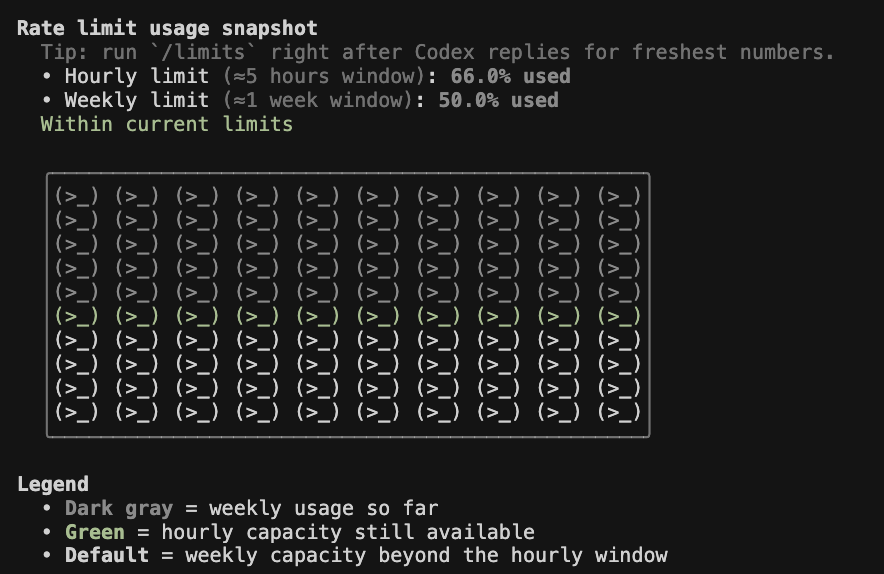 Rate limit usage snapshot
Tip: run `/limits` right after Codex replies for freshest numbers.
• Hourly limit (≈5 hours window): 66.0% used
• Weekly limit (≈1 week window): 50.0% used
Within current limits
(>_) (>_) (>_) (>_) (>_) (>_) (>_) (>_) (>_) (>_)
(>_) (>_) (>_) (>_) (>_) (>_) (>_) (>_) (>_) (>_)
(>_) (>_) (>_) (>_) (>_) (>_) (>_) (>_) (>_) (>_)
(>_) (>_) (>_) (>_) (>_) (>_) (>_) (>_) (>_) (>_)
(>_) (>_) (>_) (>_) (>_) (>_) (>_) (>_) (>_) (>_)
(>_) (>_) (>_) (>_) (>_) (>_) (>_) (>_) (>_) (>_)
(>_) (>_) (>_) (>_) (>_) (>_) (>_) (>_) (>_) (>_)
(>_) (>_) (>_) (>_) (>_) (>_) (>_) (>_) (>_) (>_)
(>_) (>_) (>_) (>_) (>_) (>_) (>_) (>_) (>_) (>_)
(>_) (>_) (>_) (>_) (>_) (>_) (>_) (>_) (>_) (>_)
Legend
• Dark gray = weekly usage so far
• Green = hourly capacity still available
• Default = weekly capacity beyond the hourly window